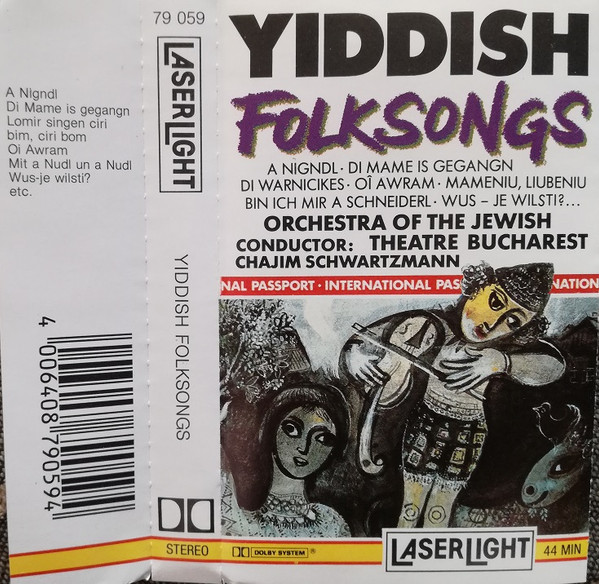 A Nigndl
Di Mame is gegangn
Lomir singen ciri
bim, ciri bom
Oi Awram
Mit a Nudl un a Nudl
Wus-je wilsti?
etc.
4 006408 790594
79 059
LASERLIGHT
YIDDISH FOLKSONGS
STEREO
YIDDISH
FOLKSONGS
A NIGNDL · DI MAME IS GEGANGN
DI WARNICIKES · OÎ AWRAM · MAMENIU, LIUBENIU
BIN ICH MIR A SCHNEIDERL · WUS – JE WILSTI?...
ORCHESTRA OF THE JEWISH
CONDUCTOR: THEATRE BUCHAREST
CHAJIM SCHWARTZMANN
NAL PASSPORT · INTERNATIONAL PAS NATION
DOLBY SYSTEM ®
LASERLIGHT
44 MIN